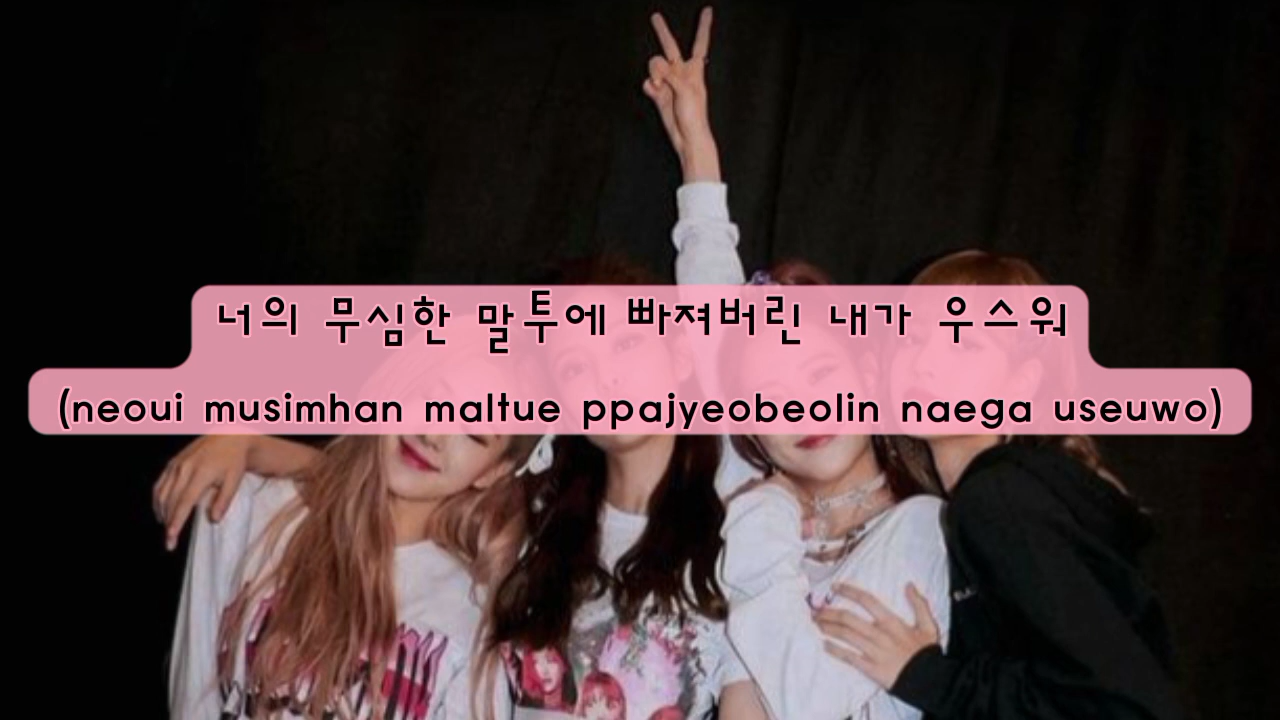 너의 무심한 말투에 빠져버린 내가 우스워
(neoui musimhan maltue ppajyeobeolin naega useuwo)